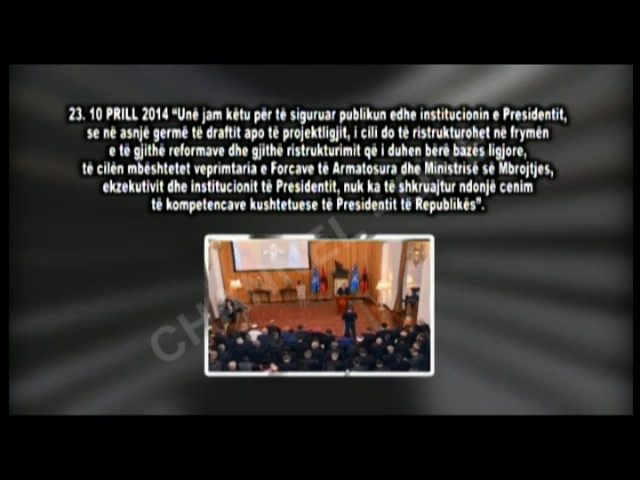 23. 10 PRILL 2014 "Unë jam këtu për të siguruar publikun edhe institucionin e Presidentit,
se në asnjë germë të draftit apo të projektligjit, i cili do të ristrukturohet në frymën
e të gjithë reformave dhe gjithë ristrukturimit që i duhen bërë bazës ligjore,
të cilën mbështetet veprimtaria e Forcave të Armatosura dhe Ministrisë së Mbrojtjes,
ekzekutivit dhe institucionit të Presidentit, nuk ka të shkruajtur ndonjë cenim
të kompetencave kushtetuese të Presidentit të Republikës".
CHANNEL